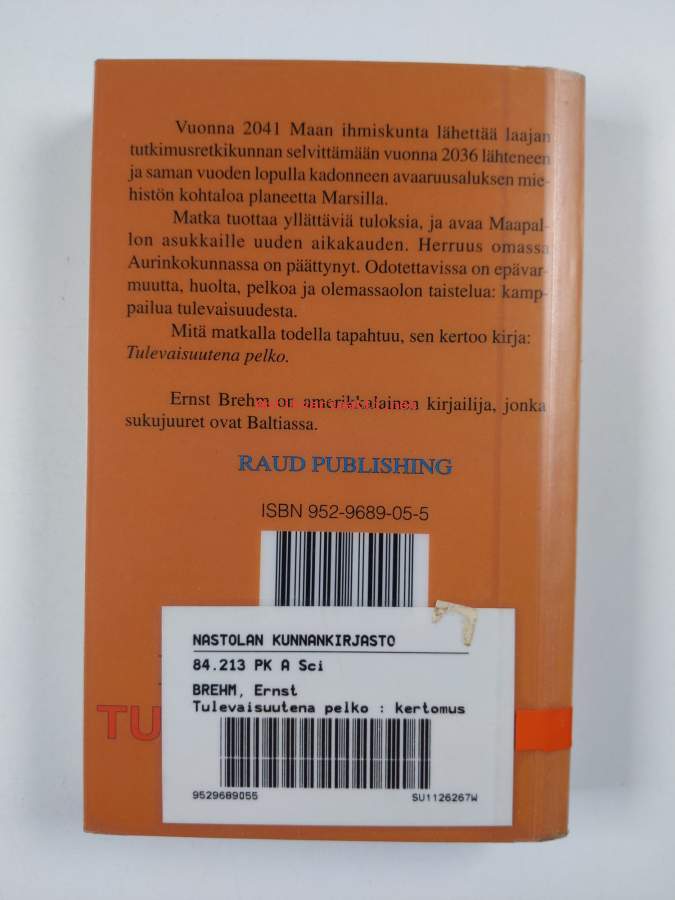 Vuonna 2041 Maan ihmiskunta lähettää laajan
tutkimusretkikunnan selvittämään vuonna 2036 lähteneen
ja saman vuoden lopulla kadonneen avaaruusaluksen mie-
histön kohtaloa planeetta Marsilla.
Matka tuottaa yllättäviä tuloksia, ja avaa Maapal-
lon asukkaille uuden aikakauden. Herruus omassa
Aurinkokunnassa on päättynyt. Odotettavissa on epävar-
muutta, huolta, pelkoa ja olemassaolon taistelua: kamp-
pailua tulevaisuudesta.
Mitä matkalla todella tapahtuu, sen kertoo kirja:
Tulevaisuutena pelko.
Ernst Brehm on amerikkalainen kirjailija, jonka
sukujuuret ovat Baltiassa.
RAUD PUBLISHING
ISBN 952-9689-05-5
NASTOLAN KUNNANKIRJASTO
84.213 PK A Sci
BREHM, Ernst
Tulevaisuutena pelko : kertomus
TU
9529689055 SU1126267W